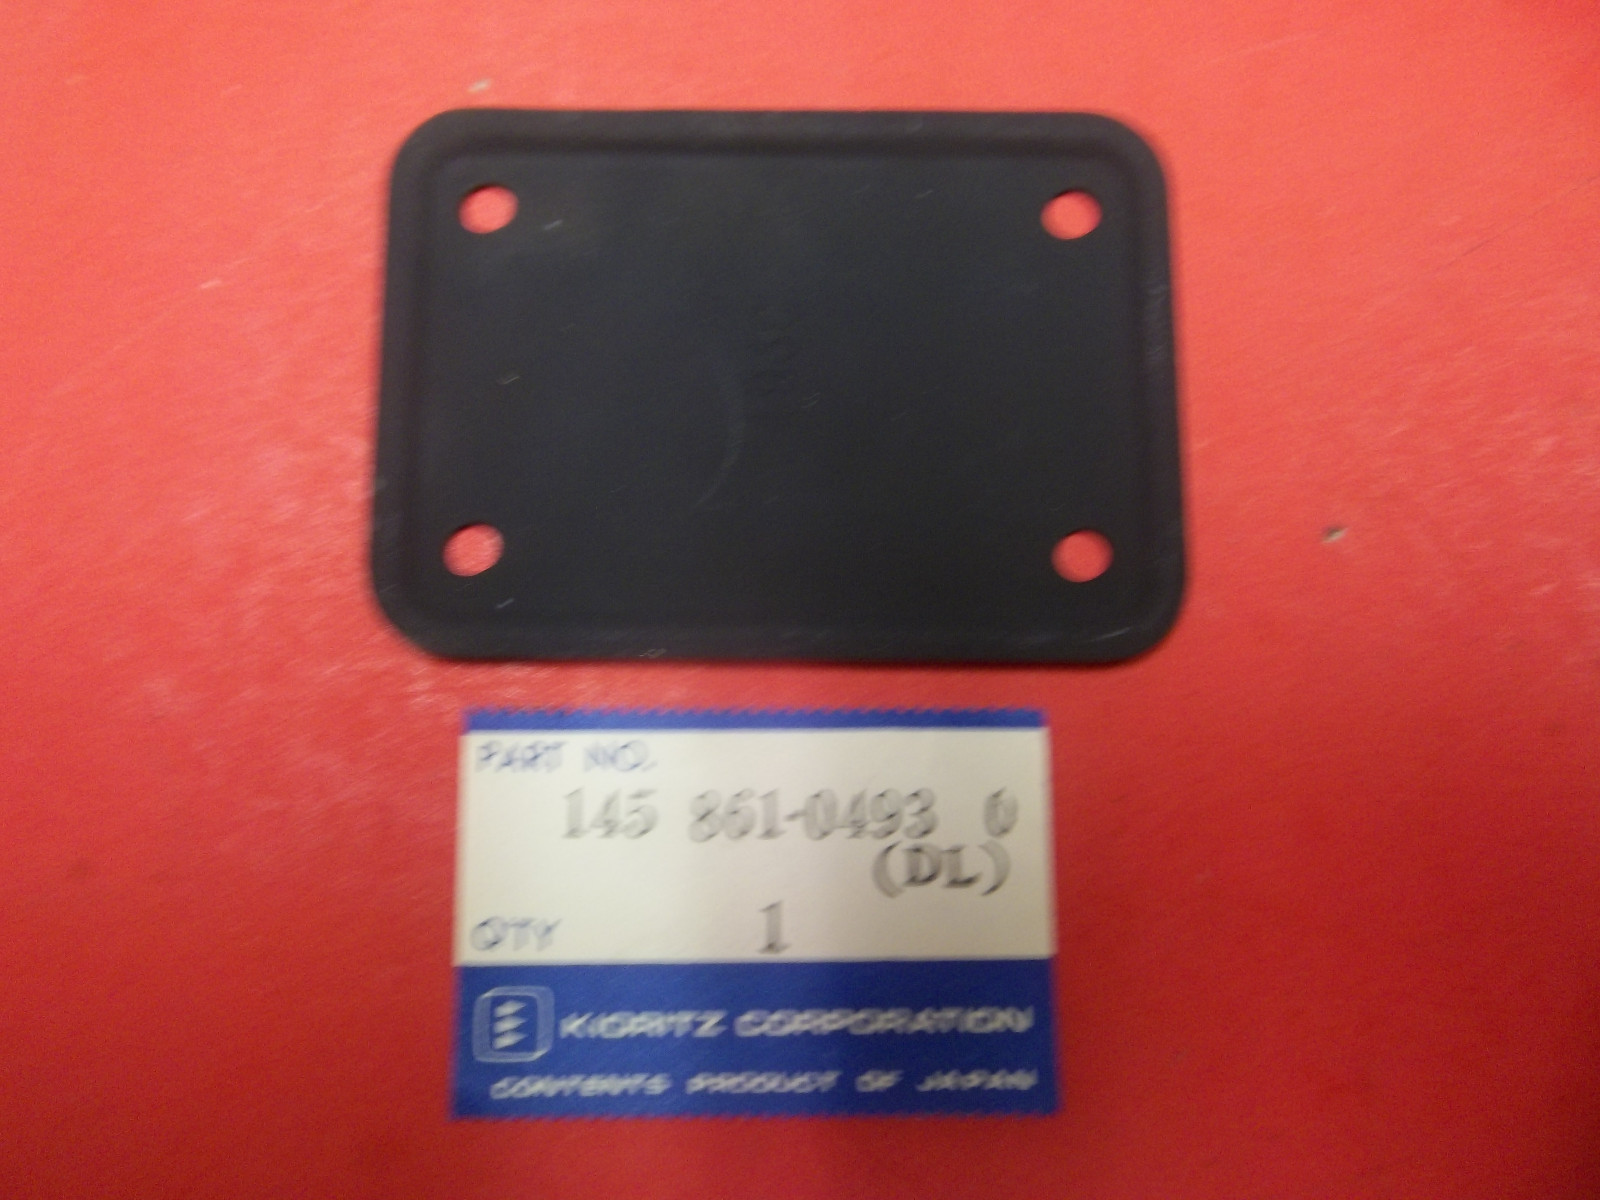 PART NO.
145 861-0493 0
(DL)
QTY 1
KIORITZ CORPORATION
CONTENTS PRODUCT OF JAPAN